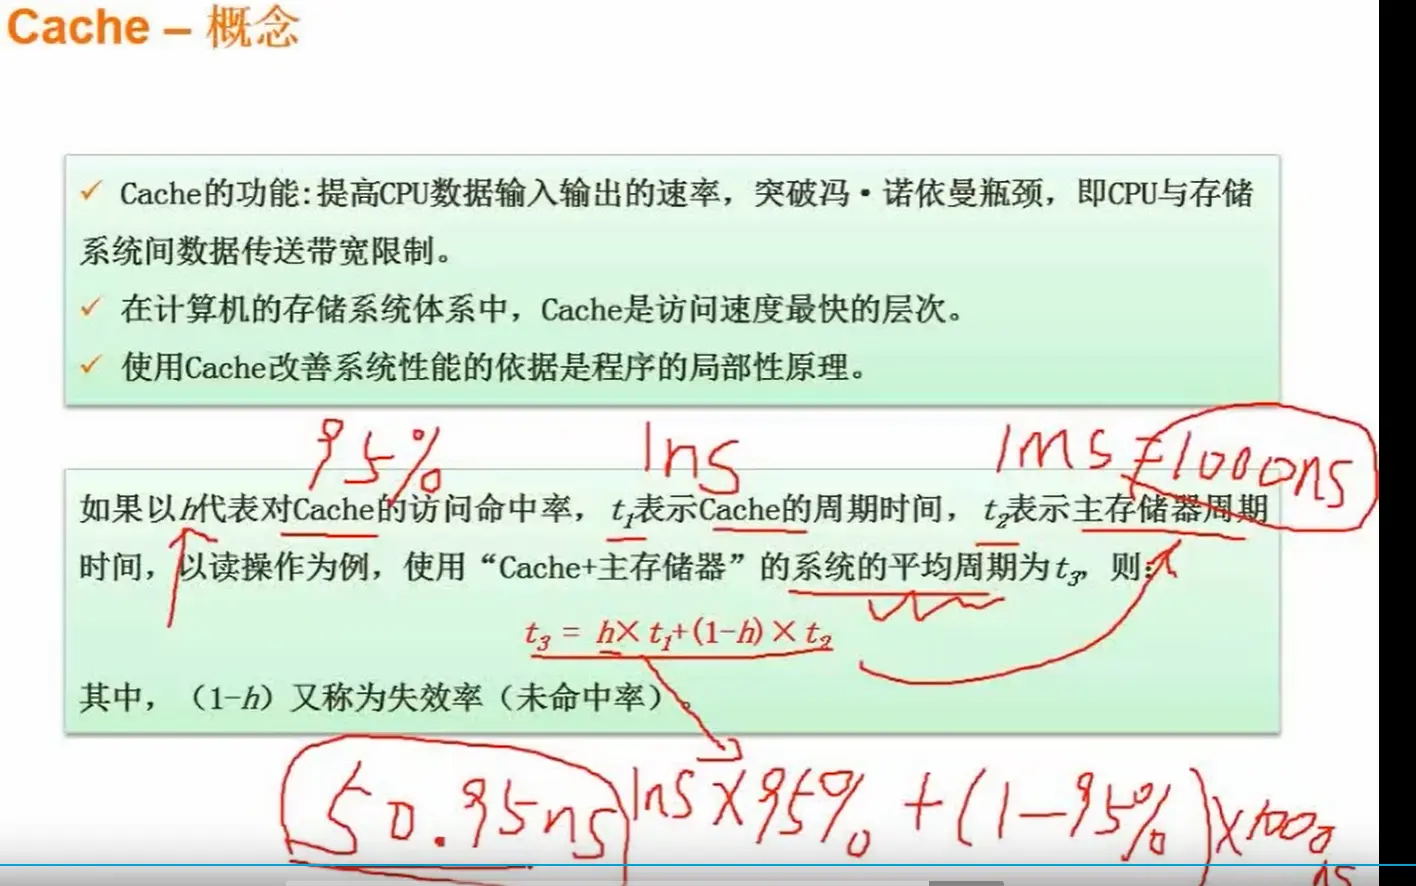 Cache – 概念
✓ Cache的功能:提高CPU数据输入输出的速率，突破冯·诺依曼瓶颈，即CPU与存储
系统间数据传送带宽限制。
✓ 在计算机的存储系统体系中，Cache是访问速度最快的层次。
✓ 使用Cache改善系统性能的依据是程序的局部性原理。
95% 1ns 1ms =1000ns
如果以h代表对Cache的访问命中率，t₁表示Cache的周期时间，t₂表示主存储器周期
时间，以读操作为例，使用“Cache+主存储器”的系统的平均周期为t₃，则：
t₃ = h×t₁+(1-h)×t₂
其中，（1-h）又称为失效率（未命中率）。
50.95ns 1ns×95% +(1-95%)×1000
ns